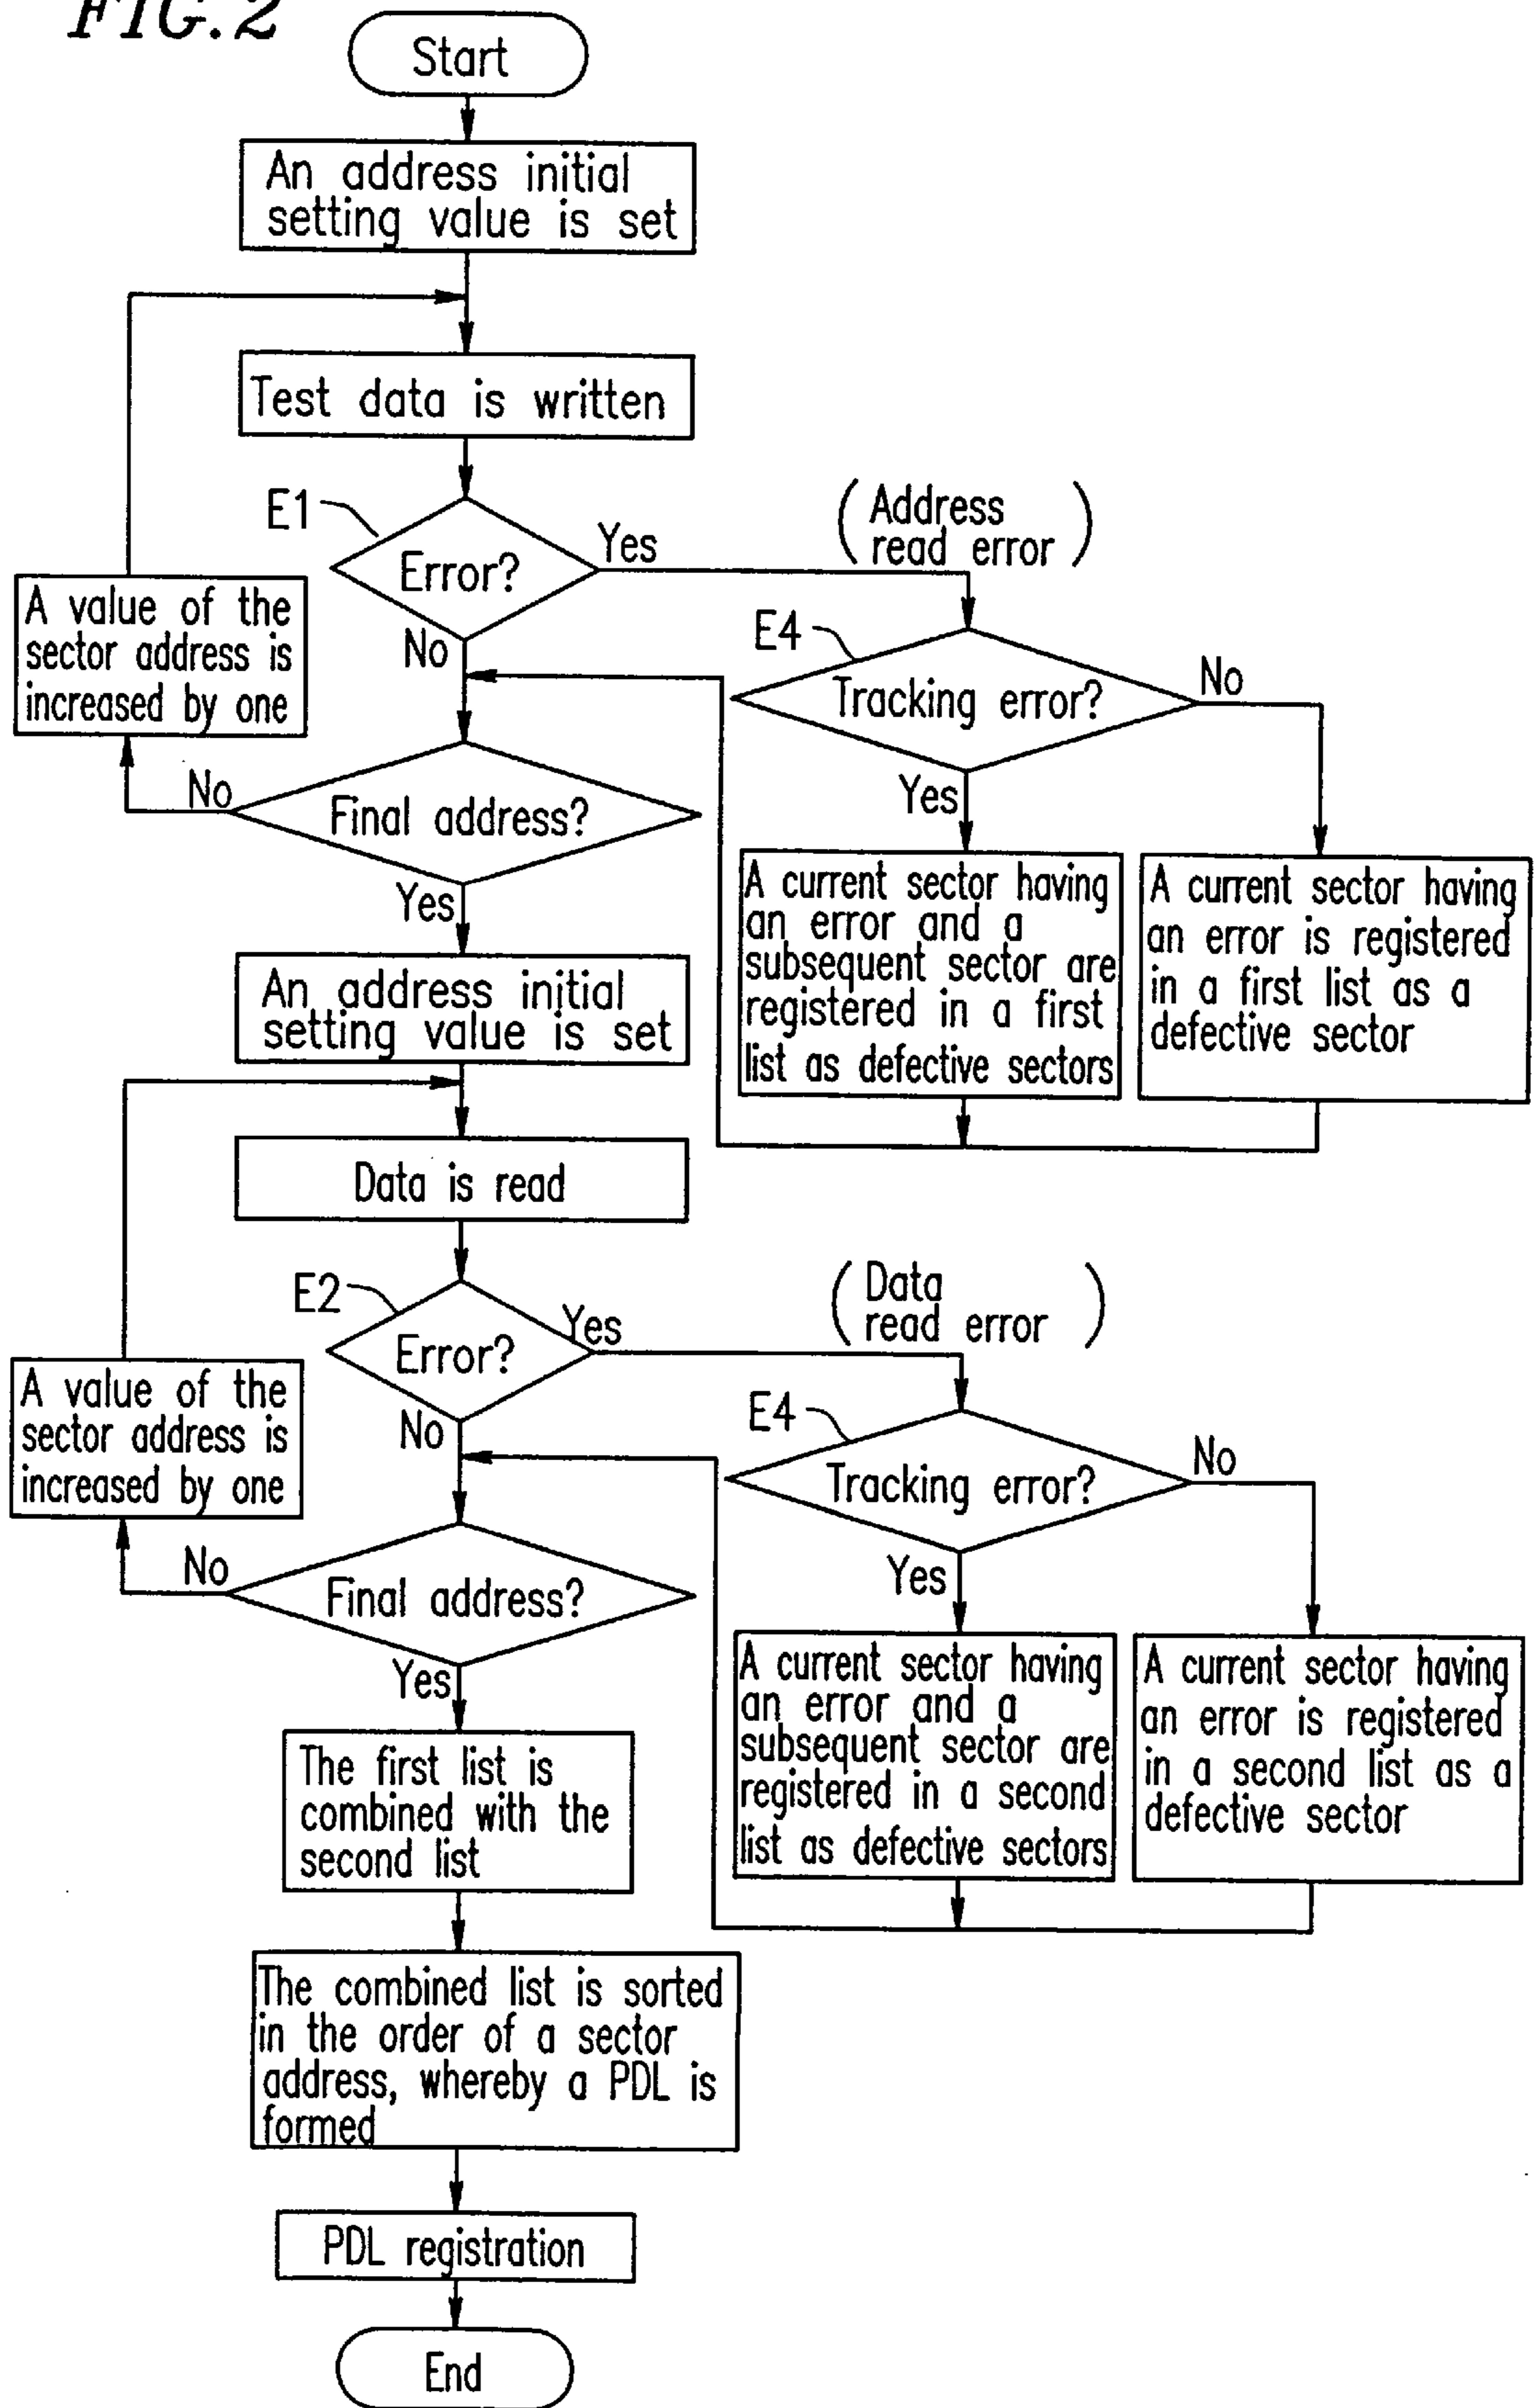 FIG. 2
Start
An address initial
setting value is set
Test data is written
E1
Error?
Yes
(Address
read error)
No
E4
Tracking error?
No
Yes
A value of the
sector address is
increased by one
No
Final address?
Yes
A current sector having
an error and a
subsequent sector are
registered in a first
list as defective sectors
A current sector having
an error is registered
in a first list as a
defective sector
An address initial
setting value is set
Data is read
E2
Error?
Yes
(Data
read error)
No
E4
Tracking error?
No
Yes
A value of the
sector address is
increased by one
No
Final address?
Yes
A current sector having
an error and a
subsequent sector are
registered in a second
list as defective sectors
A current sector having
an error is registered
in a second list as a
defective sector
The first list is
combined with the
second list
The combined list is sorted
in the order of a sector
address, whereby a PDL is
formed
PDL registration
End